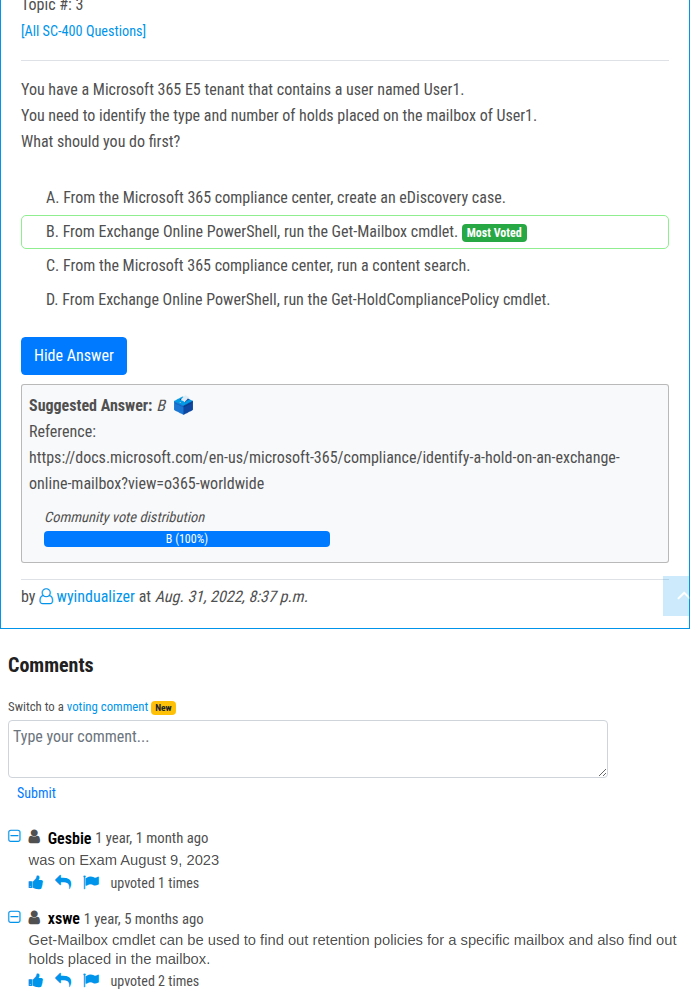 Topic #: 3
[All SC-400 Questions]
You have a Microsoft 365 E5 tenant that contains a user named User1.
You need to identify the type and number of holds placed on the mailbox of User1.
What should you do first?
A. From the Microsoft 365 compliance center, create an eDiscovery case.
B. From Exchange Online PowerShell, run the Get-Mailbox cmdlet. Most Voted
C. From the Microsoft 365 compliance center, run a content search.
D. From Exchange Online PowerShell, run the Get-HoldCompliancePolicy cmdlet.
Hide Answer
Suggested Answer: B
Reference:
https://docs.microsoft.com/en-us/microsoft-365/compliance/identify-a-hold-on-an-exchange-
online-mailbox?view=o365-worldwide
Community vote distribution
B (100%)
by wyindualizer at Aug. 31, 2022, 8:37 p.m.
Comments
Switch to a voting comment New
Type your comment...
Submit
Gesbie 1 year, 1 month ago
was on Exam August 9, 2023
upvoted 1 times
xswe 1 year, 5 months ago
Get-Mailbox cmdlet can be used to find out retention policies for a specific mailbox and also find out
holds placed in the mailbox.
upvoted 2 times